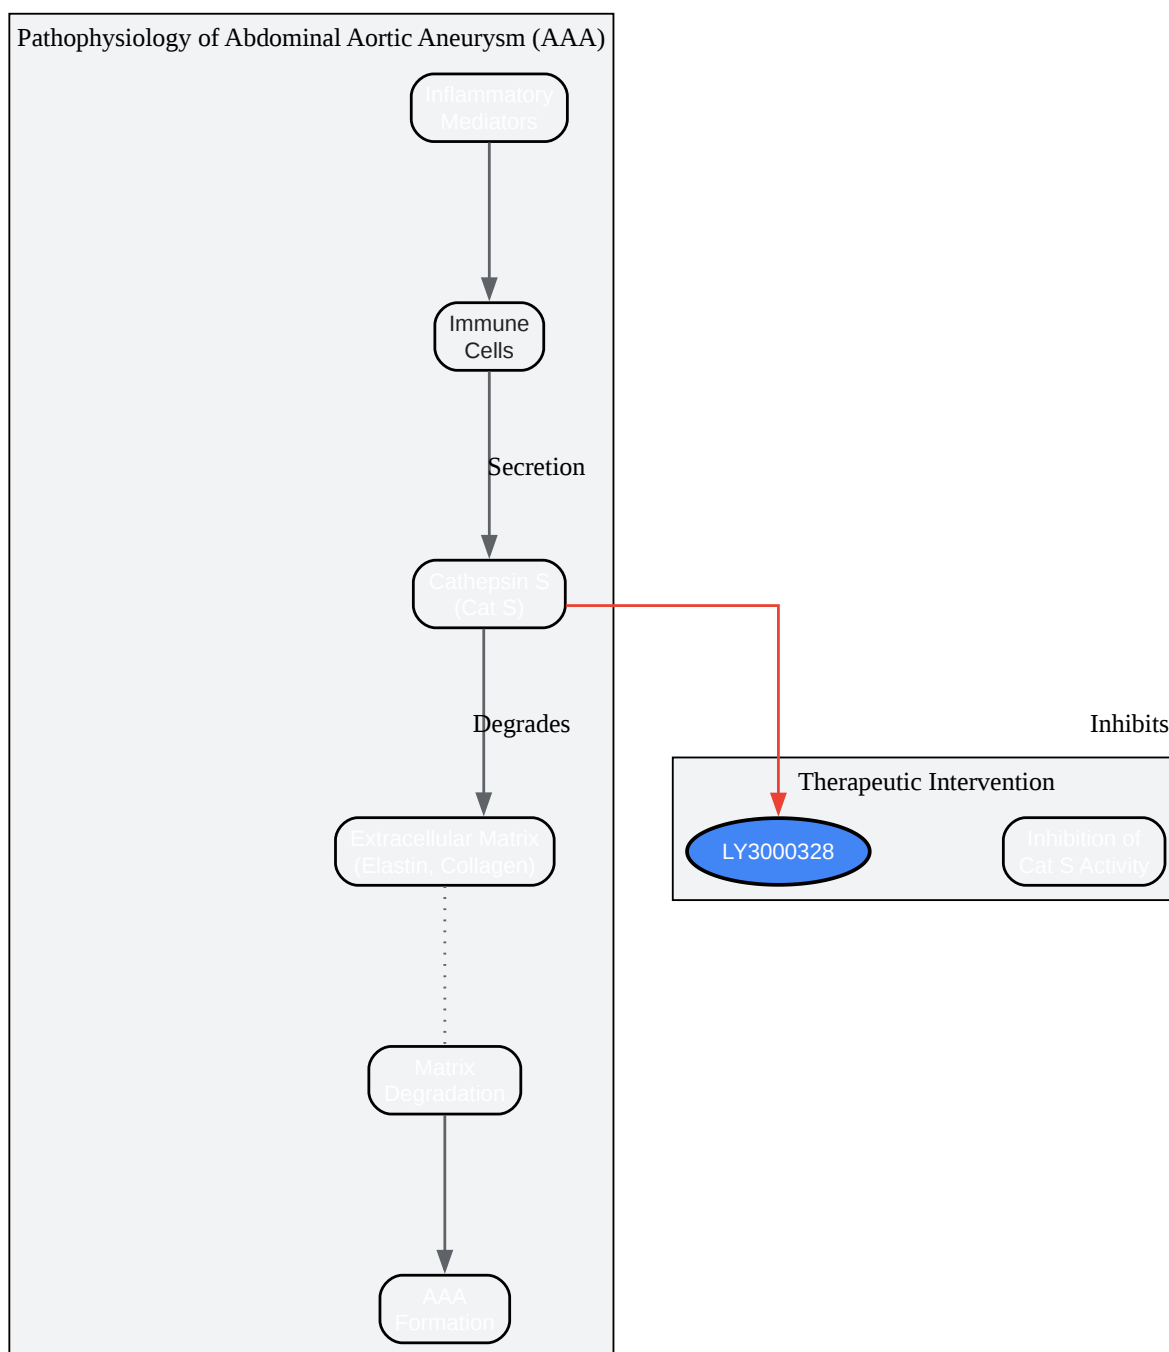 Pathophysiology of Abdominal Aortic Aneurysm (AAA)
Inflammatory
Mediators
Immune
Cells
Secretion
Cathepsin S
(Cat S)
Degrades
Inhibits
Therapeutic Intervention
Extracellular Matrix
(Elastin, Collagen)
LY3000328
Inhibition of
Cat S Activity
Matrix
Degradation
AAA
Formation